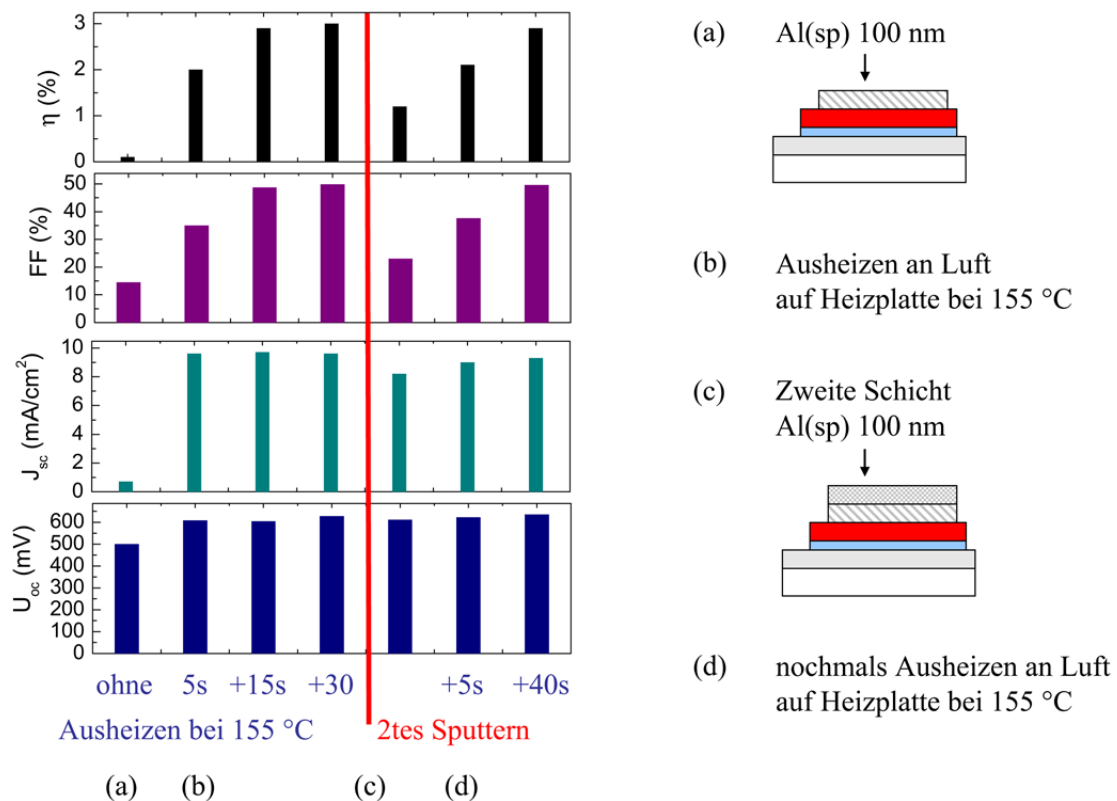 3
2
1
0
η (%)
50
40
30
20
10
0
FF (%)
10
8
6
4
2
0
J_sc (mA/cm²)
600
500
400
300
200
100
0
U_oc (mV)
ohne 5s +15s +30 +5s +40s
Ausheizen bei 155 °C 2tes Sputtern
(a) (b) (c) (d)
(a) Al(sp) 100 nm
(b) Ausheizen an Luft
auf Heizplatte bei 155 °C
(c) Zweite Schicht
Al(sp) 100 nm
(d) nochmals Ausheizen an Luft
auf Heizplatte bei 155 °C